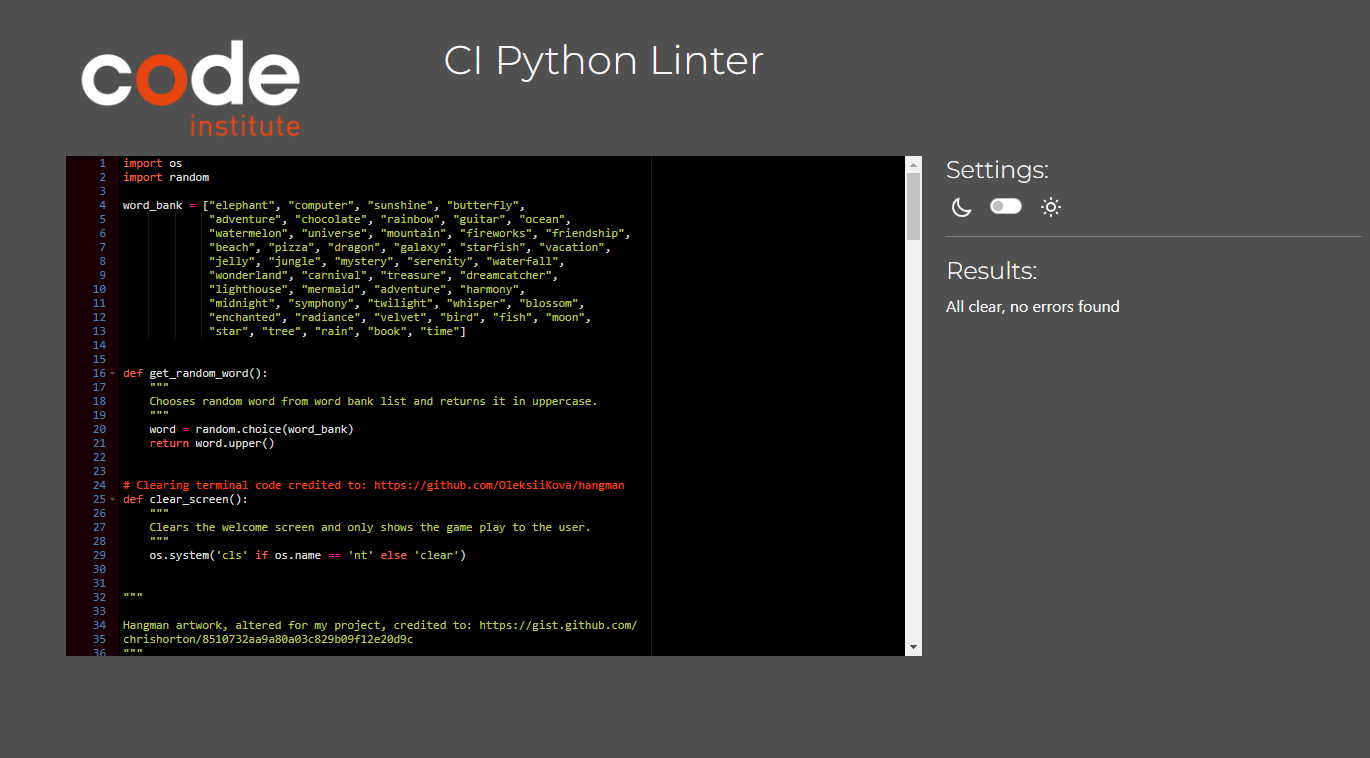 code
institute
CI Python Linter
1 import os
2 import random
3
4 word_bank = ["elephant", "computer", "sunshine", "butterfly",
5 "adventure", "chocolate", "rainbow", "guitar", "ocean",
6 "watermelon", "universe", "mountain", "fireworks", "friendship",
7 "beach", "pizza", "dragon", "galaxy", "starfish", "vacation",
8 "jelly", "jungle", "mystery", "serenity", "waterfall",
9 "wonderland", "carnival", "treasure", "dreamcatcher",
10 "lighthouse", "mermaid", "adventure", "harmony",
11 "midnight", "symphony", "twilight", "whisper", "blossom",
12 "enchanted", "radiance", "velvet", "bird", "fish", "moon",
13 "star", "tree", "rain", "book", "time"]
14
15
16 def get_random_word():
17 """
18 Chooses random word from word bank list and returns it in uppercase.
19 """
20 word = random.choice(word_bank)
21 return word.upper()
22
23
24 # Clearing terminal code credited to: https://github.com/OleksiiKova/hangman
25 def clear_screen():
26 """
27 Clears the welcome screen and only shows the game play to the user.
28 """
29 os.system('cls' if os.name == 'nt' else 'clear')
30
31
32 """
33
34 Hangman artwork, altered for my project, credited to: https://gist.github.com/
35 chrishorton/8510732aa9a80a03c829b09f12e20d9c
36 """
Settings:
Results:
All clear, no errors found